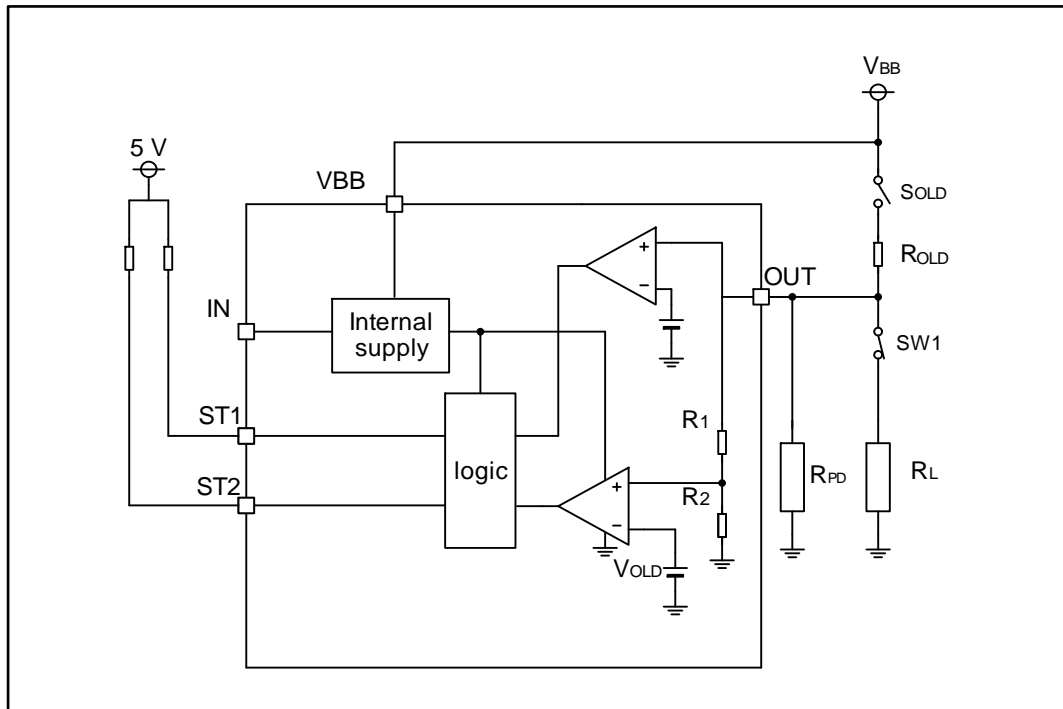 VBB
5 V
VBB
SOLD
+
ROLD
OUT
−
IN
Internal
supply
SW1
ST1
R1
logic
RPD
RL
ST2
+
R2
−
VOLD